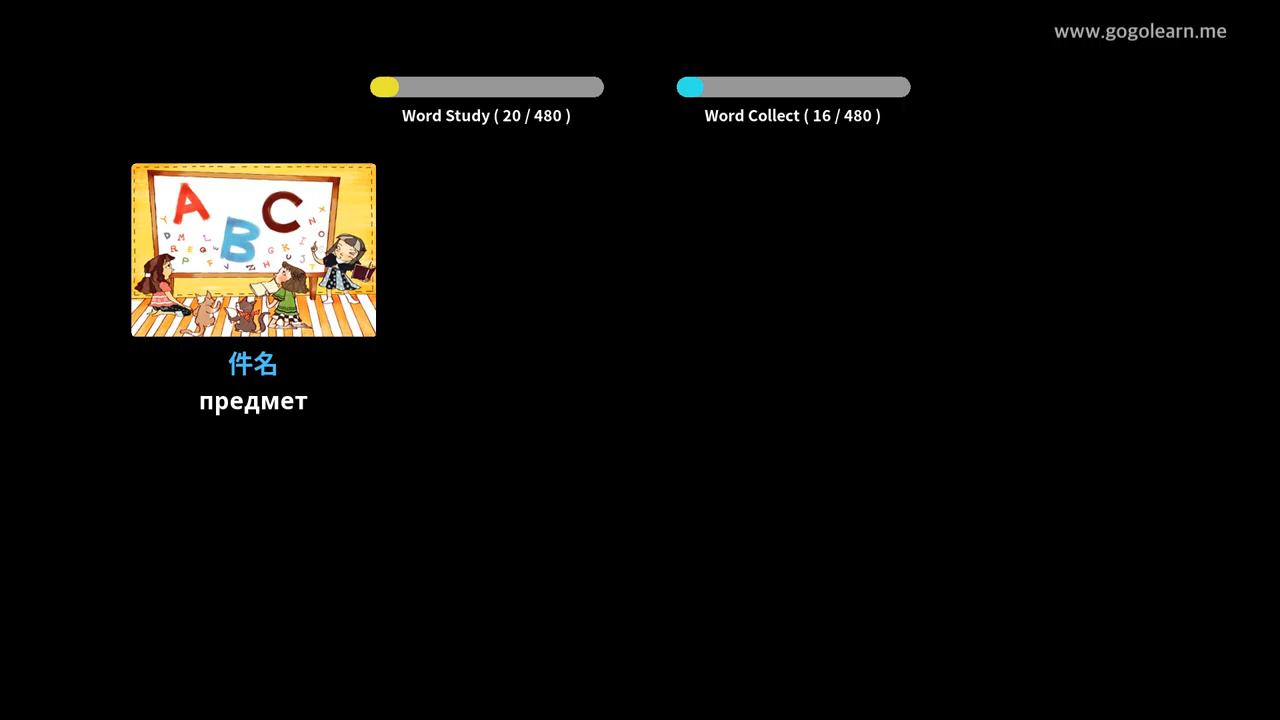 www.gogolearn.me
Word Study ( 20 / 480 )
Word Collect ( 16 / 480 )
A
B
C
件名
предмет